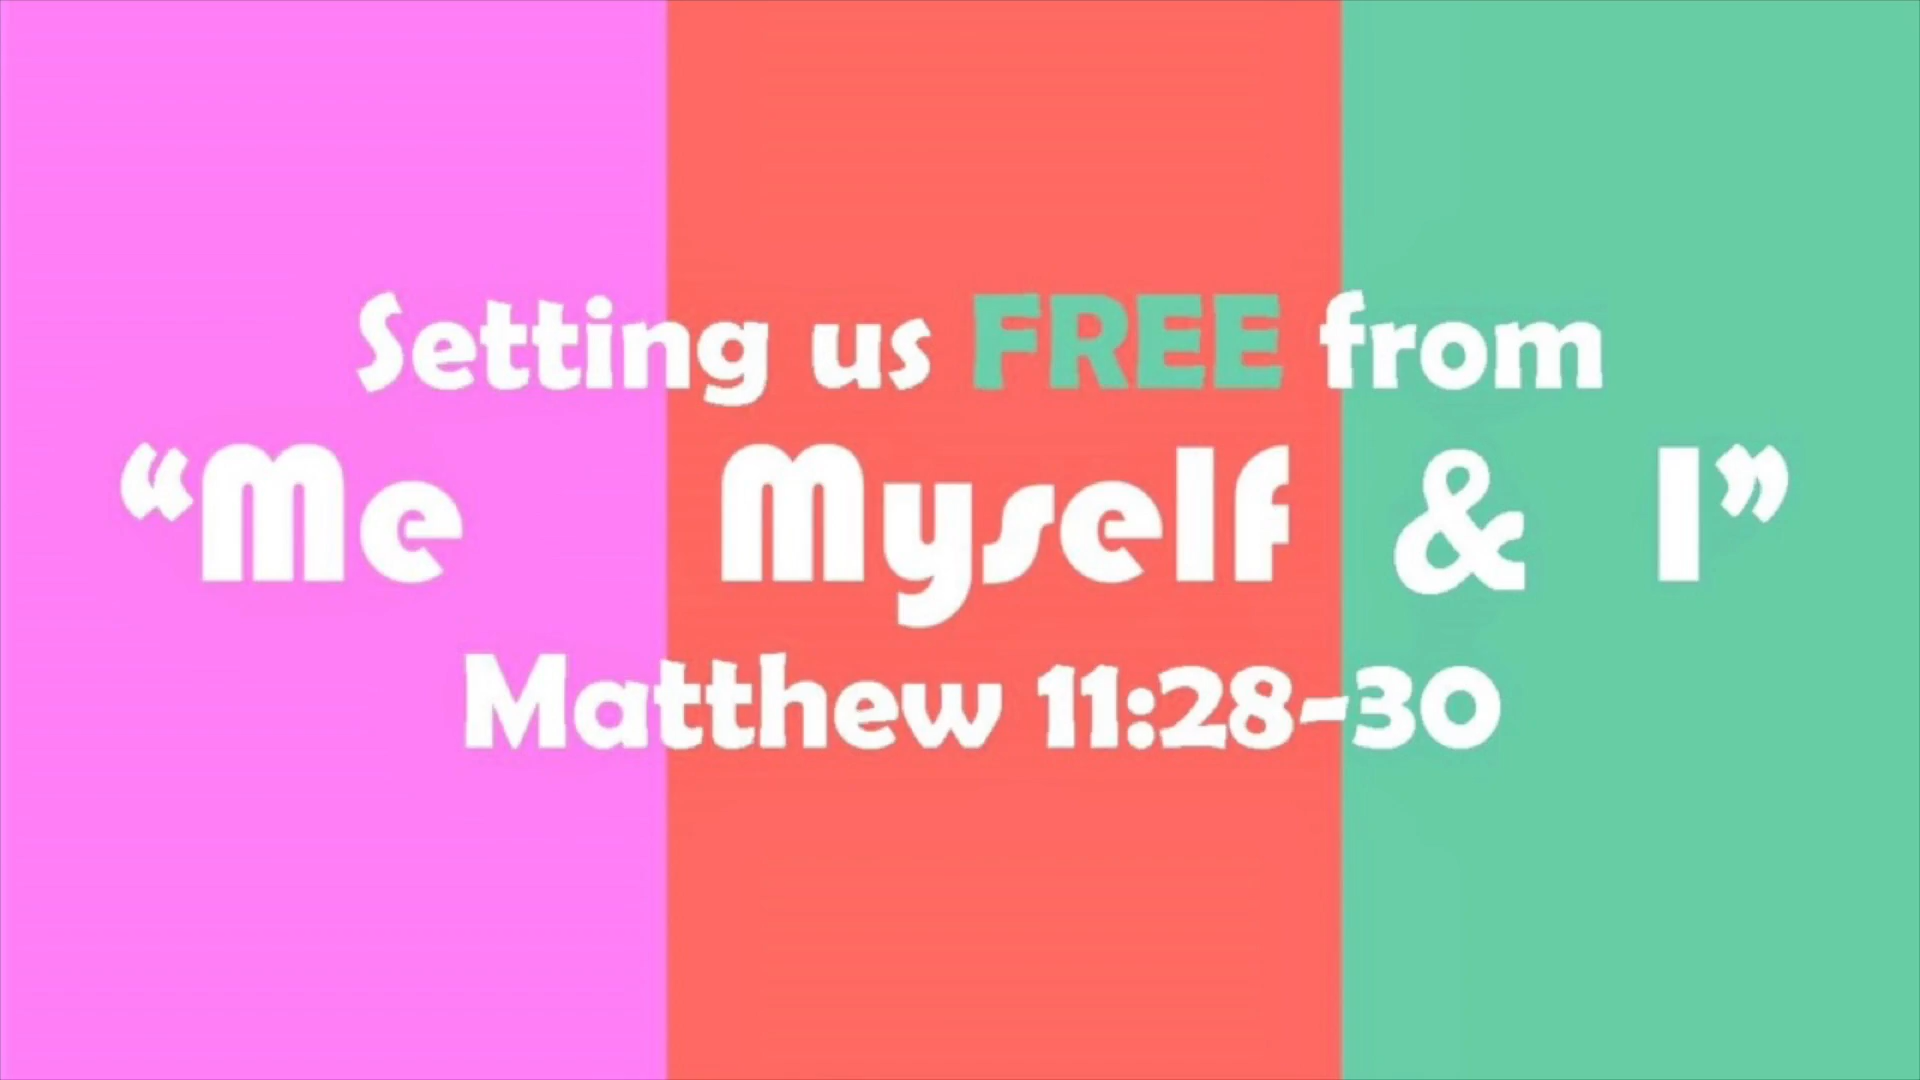 Setting us FREE from
“Me Myself & I”
Matthew 11:28-30